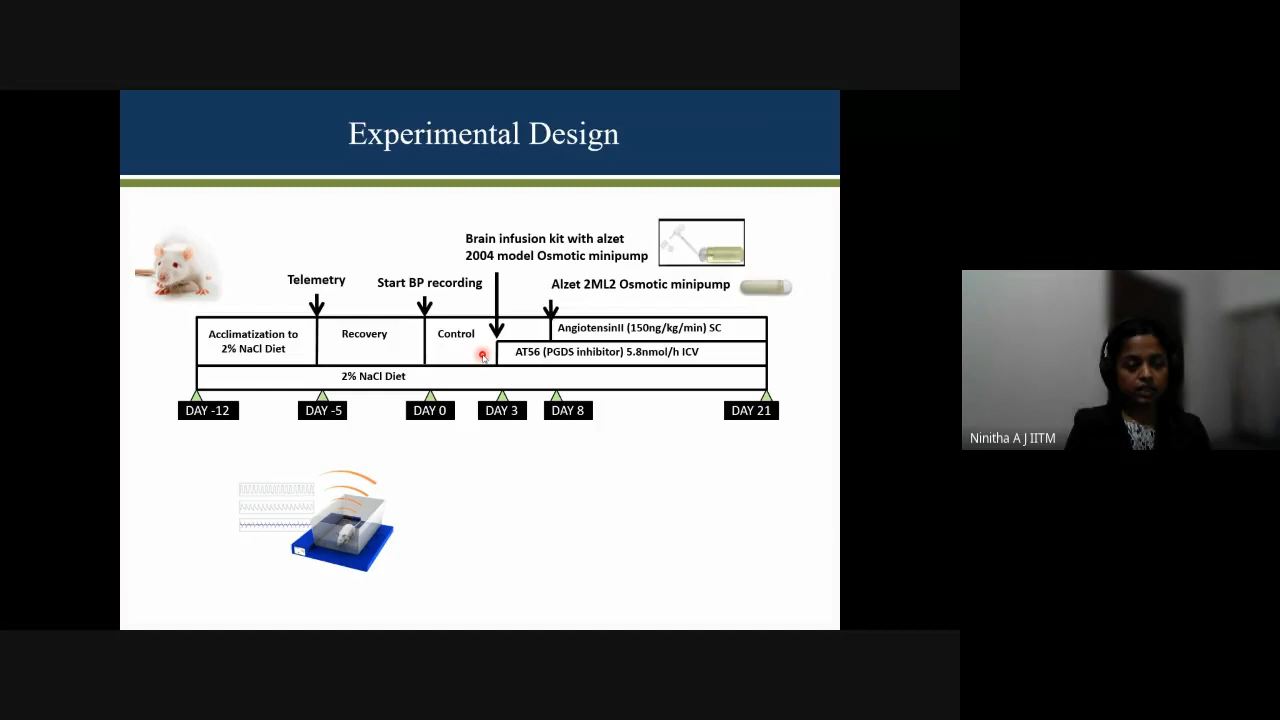 Experimental Design
Brain infusion kit with alzet
2004 model Osmotic minipump
Telemetry
Start BP recording
Alzet 2ML2 Osmotic minipump
Acclimatization to
2% NaCl Diet
Recovery
Control
AngiotensinII (150ng/kg/min) SC
AT56 (PGDS inhibitor) 5.8nmol/h ICV
2% NaCl Diet
DAY -12
DAY -5
DAY 0
DAY 3
DAY 8
DAY 21
Ninitha A J IITM